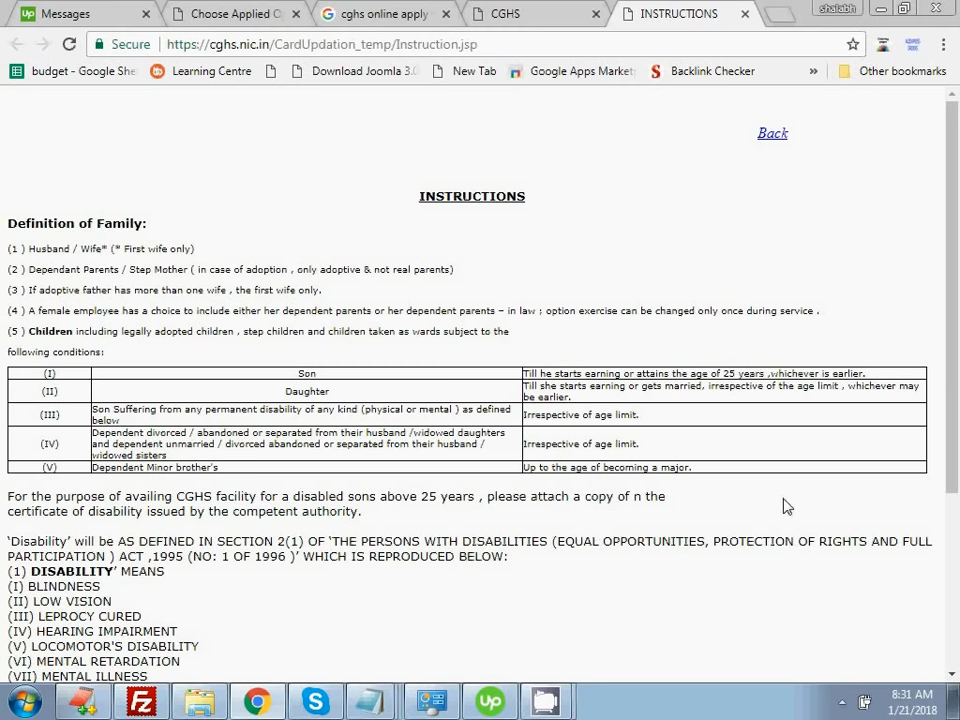 Messages
Choose Applied O
cghs online apply
CGHS
INSTRUCTIONS
shalabh
Secure
https://cghs.nic.in/CardUpdation_temp/Instruction.jsp
budget - Google She
Learning Centre
Download Joomla 3.0
New Tab
Google Apps Market
S Backlink Checker
»
Other bookmarks
Back
INSTRUCTIONS
Definition of Family:
(1 ) Husband / Wife* (* First wife only)
(2 ) Dependant Parents / Step Mother ( in case of adoption , only adoptive & not real parents)
(3 ) If adoptive father has more than one wife , the first wife only.
(4 ) A female employee has a choice to include either her dependent parents or her dependent parents – in law ; option exercise can be changed only once during service .
(5 ) Children including legally adopted children , step children and children taken as wards subject to the
following conditions:
(I) Son Till he starts earning or attains the age of 25 years ,whichever is earlier.
(II) Daughter Till she starts earning or gets married, irrespective of the age limit , whichever may
be earlier.
(III) Son Suffering from any permanent disability of any kind (physical or mental ) as defined
below Irrespective of age limit.
(IV) Dependent divorced / abandoned or separated from their husband /widowed daughters
and dependent unmarried / divorced abandoned or separated from their husband /
widowed sisters Irrespective of age limit.
(V) Dependent Minor brother's Up to the age of becoming a major.
For the purpose of availing CGHS facility for a disabled sons above 25 years , please attach a copy of n the
certificate of disability issued by the competent authority.
‘Disability’ will be AS DEFINED IN SECTION 2(1) OF ‘THE PERSONS WITH DISABILITIES (EQUAL OPPORTUNITIES, PROTECTION OF RIGHTS AND FULL
PARTICIPATION ) ACT ,1995 (NO: 1 OF 1996 )’ WHICH IS REPRODUCED BELOW:
(1) DISABILITY’ MEANS
(I) BLINDNESS
(II) LOW VISION
(III) LEPROCY CURED
(IV) HEARING IMPAIRMENT
(V) LOCOMOTOR'S DISABILITY
(VI) MENTAL RETARDATION
(VII) MENTAL ILLNESS
8:31 AM
1/21/2018